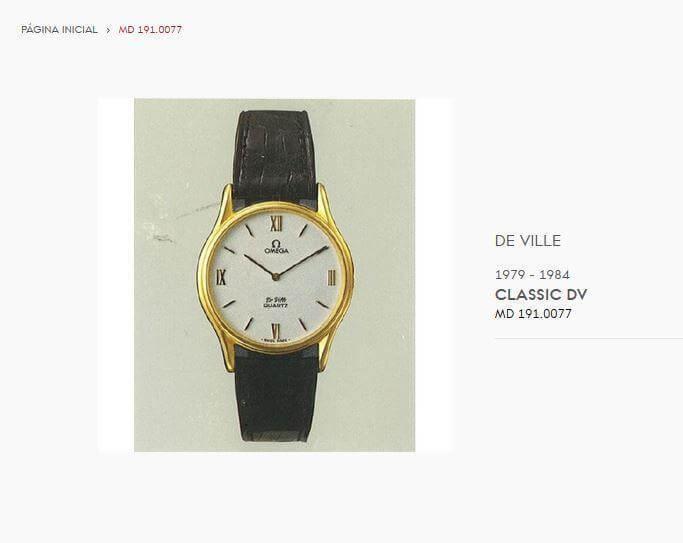 PÁGINA INICIAL › MD 191.0077
XII
Ω
OMEGA
IX
III
De Ville
QUARTZ
VI
SWISS MADE
DE VILLE
1979 - 1984
CLASSIC DV
MD 191.0077